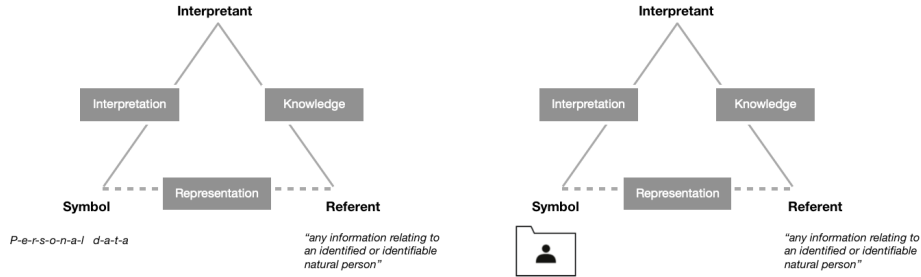 Interpretant
Interpretation
Knowledge
Representation
Symbol
Referent
P-e-r-s-o-n-a-l d-a-t-a
“any information relating to
an identified or identifiable
natural person”
Interpretant
Interpretation
Knowledge
Representation
Symbol
Referent
“any information relating to
an identified or identifiable
natural person”